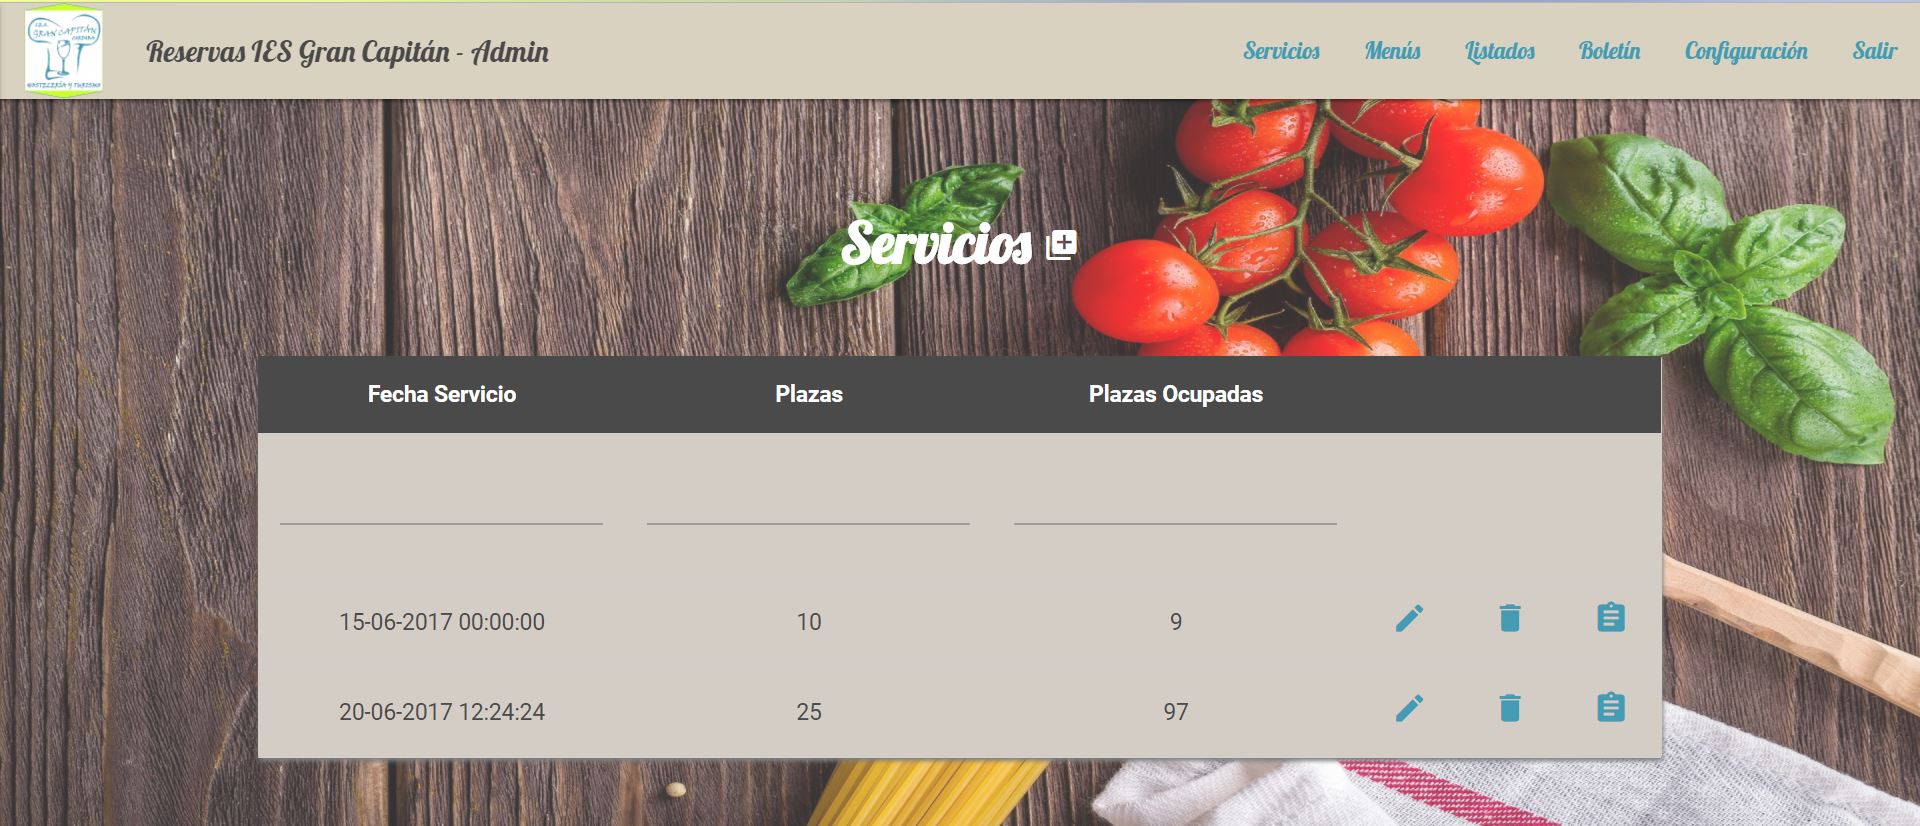 I.E.S.
GRAN CAPITÁN
CÓRDOBA
HOSTELERÍA Y TURISMO
Reservas IES Gran Capitán - Admin
Servicios Menús Listados Boletín Configuración Salir
Servicios
Fecha Servicio Plazas Plazas Ocupadas
15-06-2017 00:00:00 10 9
20-06-2017 12:24:24 25 97